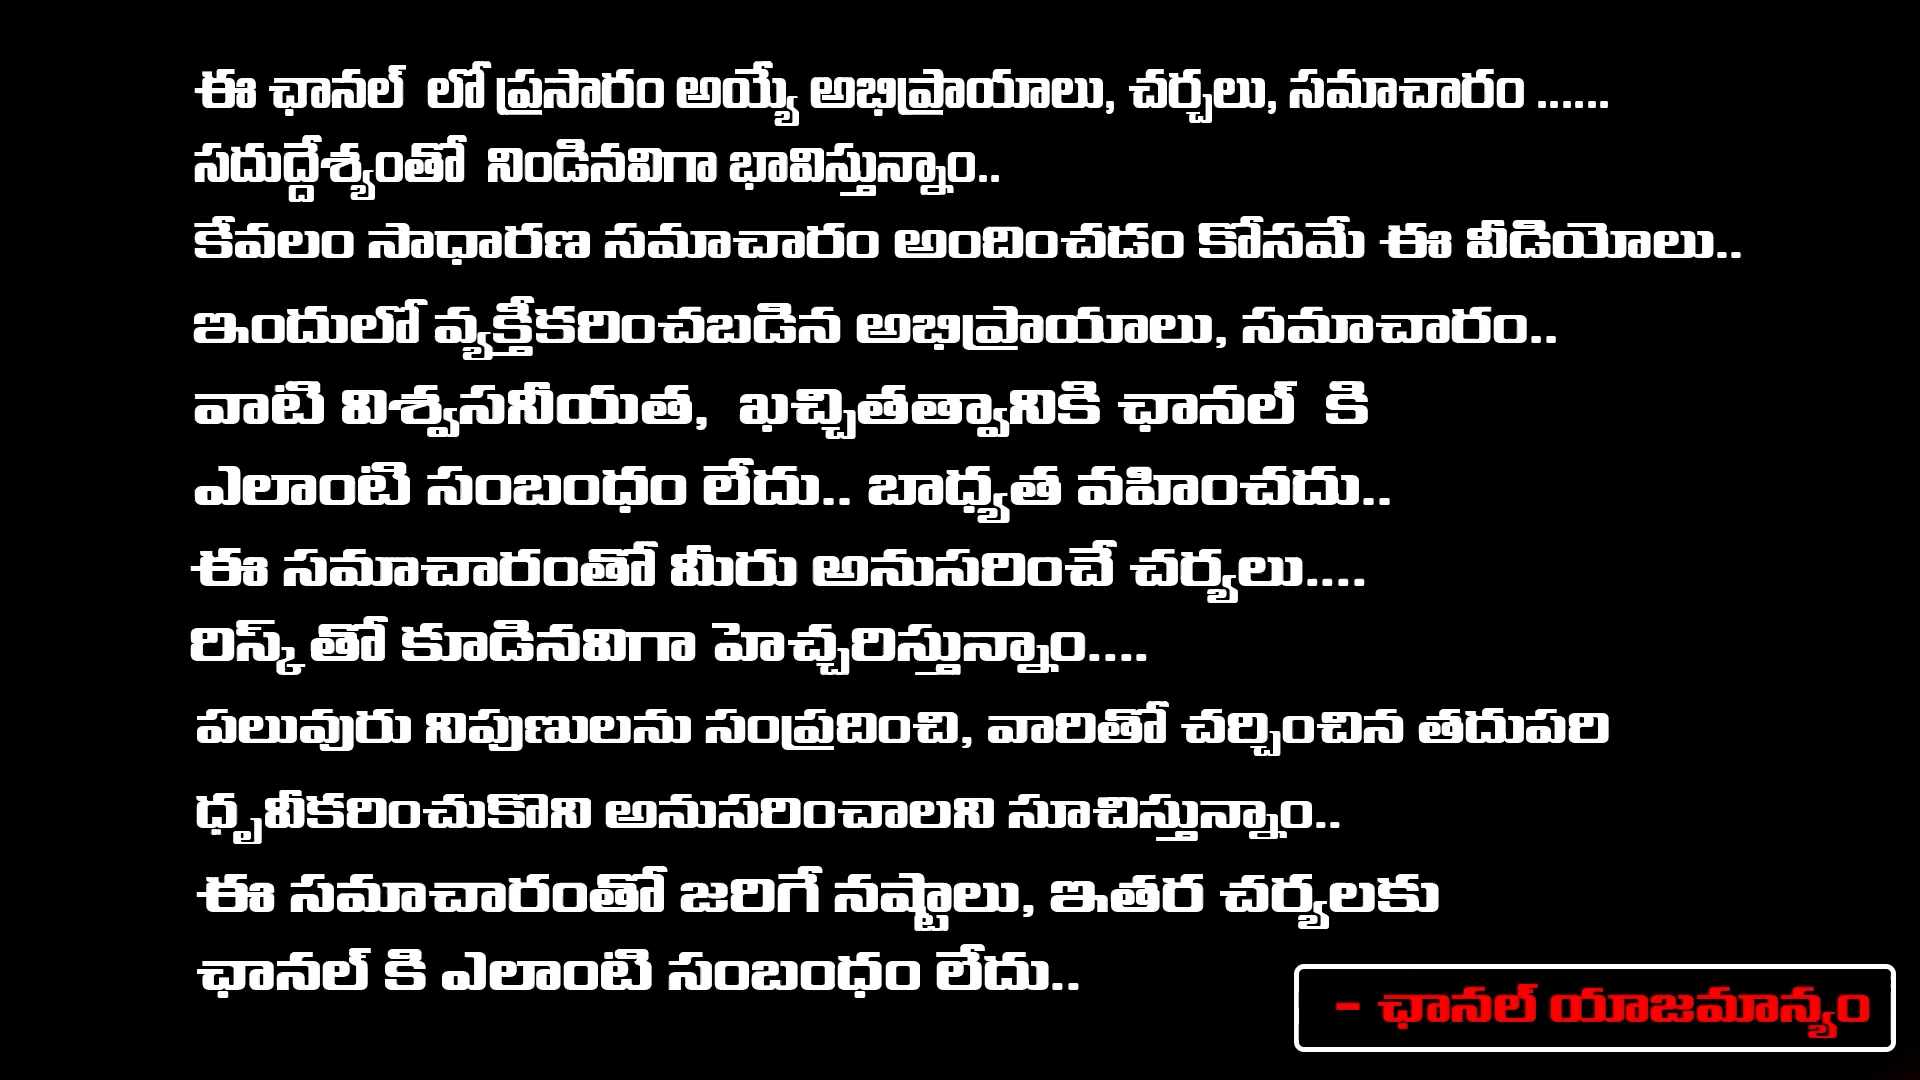 ఈ ఛానల్ లో ప్రసారం అయ్యే అభిప్రాయాలు, చర్చలు, సమాచారం ......
సదుద్దేశ్యంతో నిండినవిగా భావిస్తున్నాం..
కేవలం సాధారణ సమాచారం అందించడం కోసమే ఈ వీడియోలు..
ఇందులో వ్యక్తీకరించబడిన అభిప్రాయాలు, సమాచారం..
వాటి విశ్వసనీయత, ఖచ్చితత్వానికి ఛానల్ కి
ఎలాంటి సంబంధం లేదు.. బాధ్యత వహించదు..
ఈ సమాచారంతో మీరు అనుసరించే చర్యలు....
రిస్క్ తో కూడినవిగా హెచ్చరిస్తున్నాం....
పలువురు నిపుణులను సంప్రదించి, వారితో చర్చించిన తదుపరి
ధృవీకరించుకొని అనుసరించాలని సూచిస్తున్నాం..
ఈ సమాచారంతో జరిగే నష్టాలు, ఇతర చర్యలకు
ఛానల్ కి ఎలాంటి సంబంధం లేదు..
- ఛానల్ యాజమాన్యం